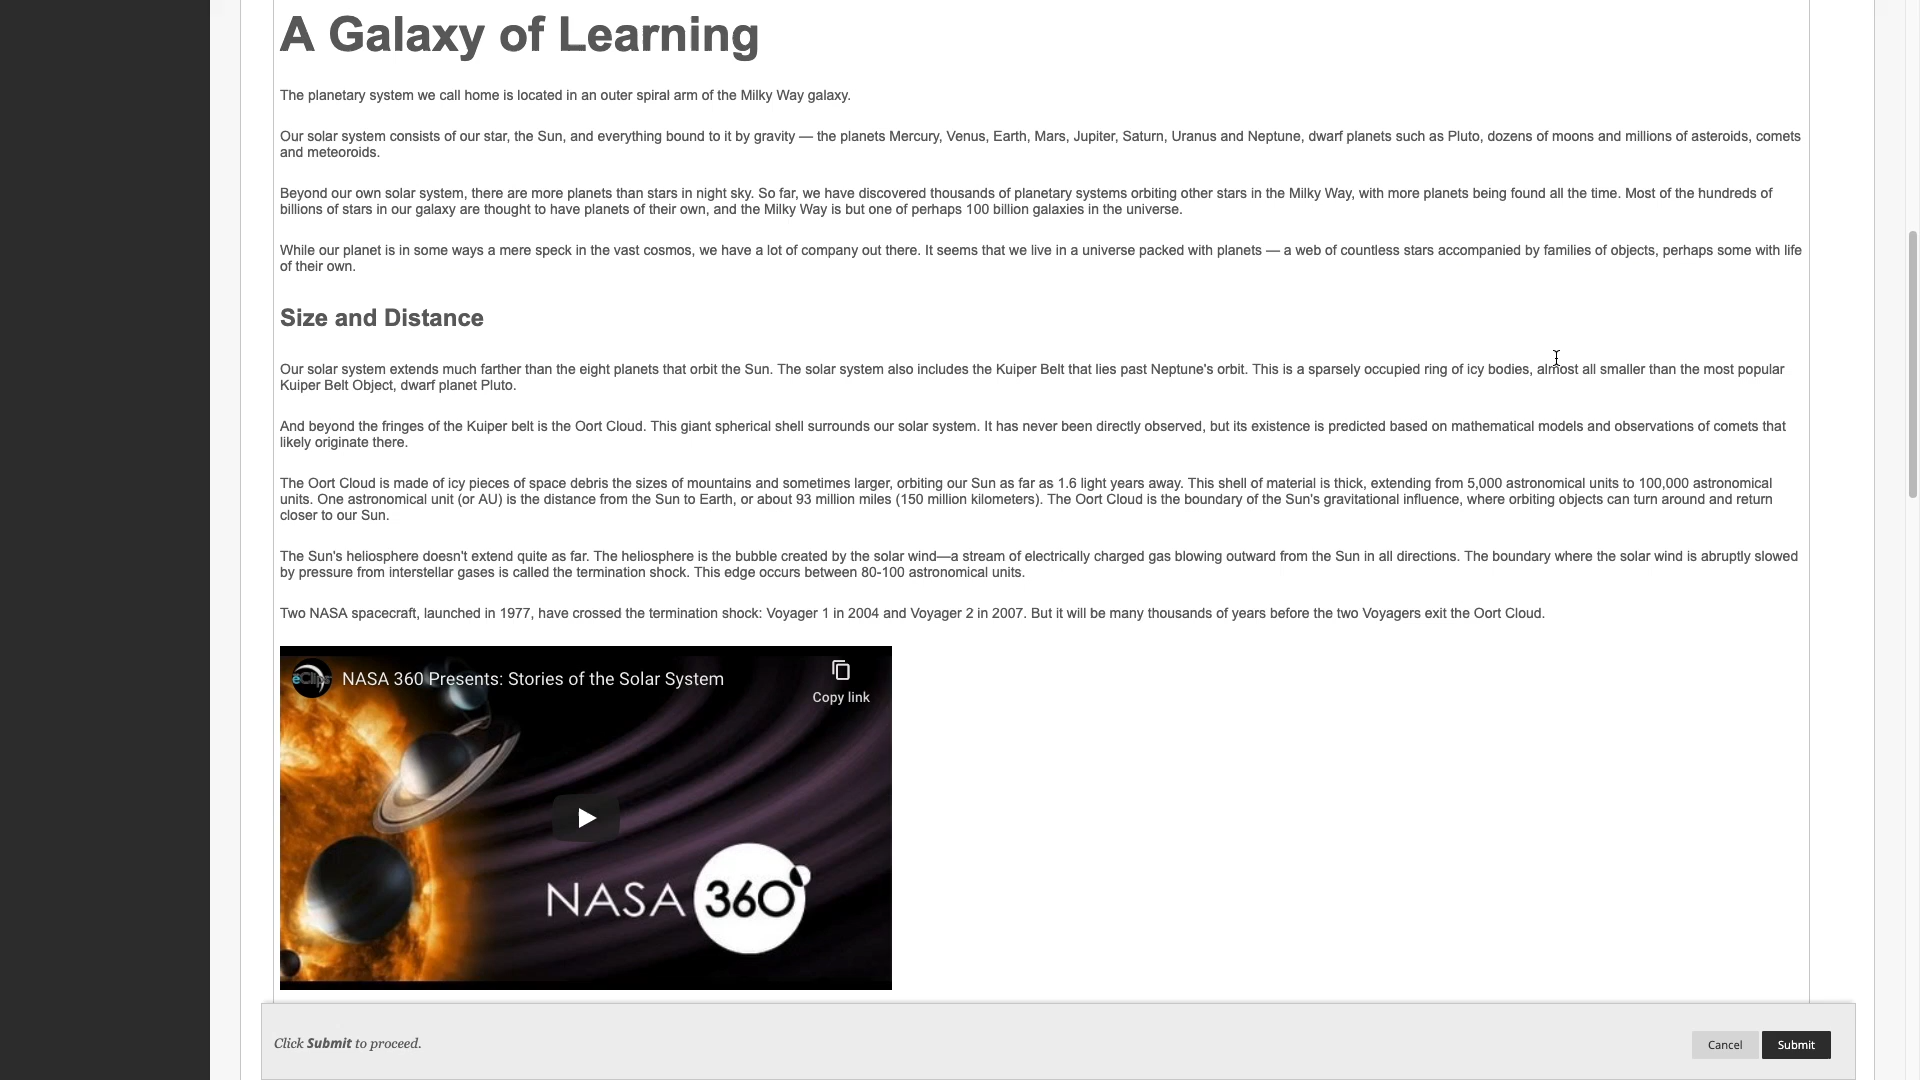 A Galaxy of Learning
The planetary system we call home is located in an outer spiral arm of the Milky Way galaxy.
Our solar system consists of our star, the Sun, and everything bound to it by gravity — the planets Mercury, Venus, Earth, Mars, Jupiter, Saturn, Uranus and Neptune, dwarf planets such as Pluto, dozens of moons and millions of asteroids, comets
and meteoroids.
Beyond our own solar system, there are more planets than stars in night sky. So far, we have discovered thousands of planetary systems orbiting other stars in the Milky Way, with more planets being found all the time. Most of the hundreds of
billions of stars in our galaxy are thought to have planets of their own, and the Milky Way is but one of perhaps 100 billion galaxies in the universe.
While our planet is in some ways a mere speck in the vast cosmos, we have a lot of company out there. It seems that we live in a universe packed with planets — a web of countless stars accompanied by families of objects, perhaps some with life
of their own.
Size and Distance
Our solar system extends much farther than the eight planets that orbit the Sun. The solar system also includes the Kuiper Belt that lies past Neptune's orbit. This is a sparsely occupied ring of icy bodies, almost all smaller than the most popular
Kuiper Belt Object, dwarf planet Pluto.
And beyond the fringes of the Kuiper belt is the Oort Cloud. This giant spherical shell surrounds our solar system. It has never been directly observed, but its existence is predicted based on mathematical models and observations of comets that
likely originate there.
The Oort Cloud is made of icy pieces of space debris the sizes of mountains and sometimes larger, orbiting our Sun as far as 1.6 light years away. This shell of material is thick, extending from 5,000 astronomical units to 100,000 astronomical
units. One astronomical unit (or AU) is the distance from the Sun to Earth, or about 93 million miles (150 million kilometers). The Oort Cloud is the boundary of the Sun's gravitational influence, where orbiting objects can turn around and return
closer to our Sun.
The Sun's heliosphere doesn't extend quite as far. The heliosphere is the bubble created by the solar wind—a stream of electrically charged gas blowing outward from the Sun in all directions. The boundary where the solar wind is abruptly slowed
by pressure from interstellar gases is called the termination shock. This edge occurs between 80-100 astronomical units.
Two NASA spacecraft, launched in 1977, have crossed the termination shock: Voyager 1 in 2004 and Voyager 2 in 2007. But it will be many thousands of years before the two Voyagers exit the Oort Cloud.
eClips
NASA 360 Presents: Stories of the Solar System
Copy link
NASA 360
Click Submit to proceed.
Cancel
Submit